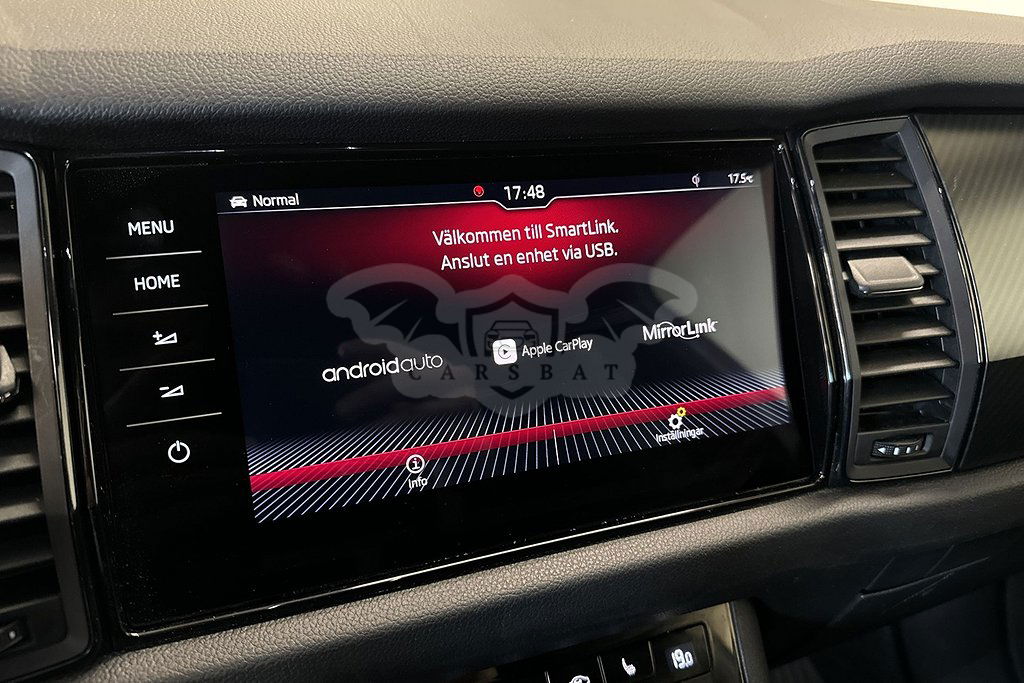 Normal
17:48
17.5°C
MENU
HOME
Välkommen till SmartLink.
Anslut en enhet via USB.
androidauto
Apple CarPlay
MirrorLink
CARSBAT
Info
Inställningar
19.0